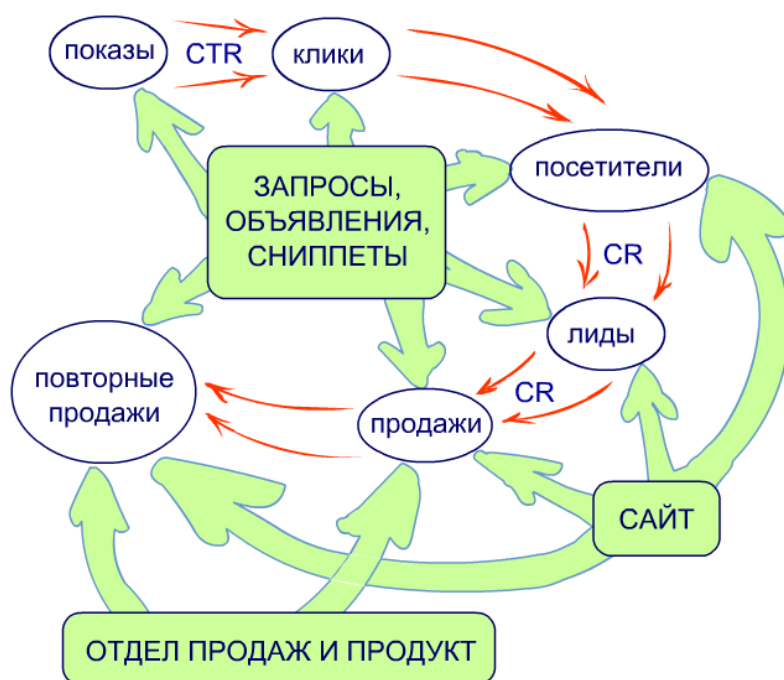 показы
CTR
клики
посетители
ЗАПРОСЫ,
ОБЪЯВЛЕНИЯ,
СНИППЕТЫ
CR
лиды
повторные
продажи
CR
продажи
САЙТ
ОТДЕЛ ПРОДАЖ И ПРОДУКТ